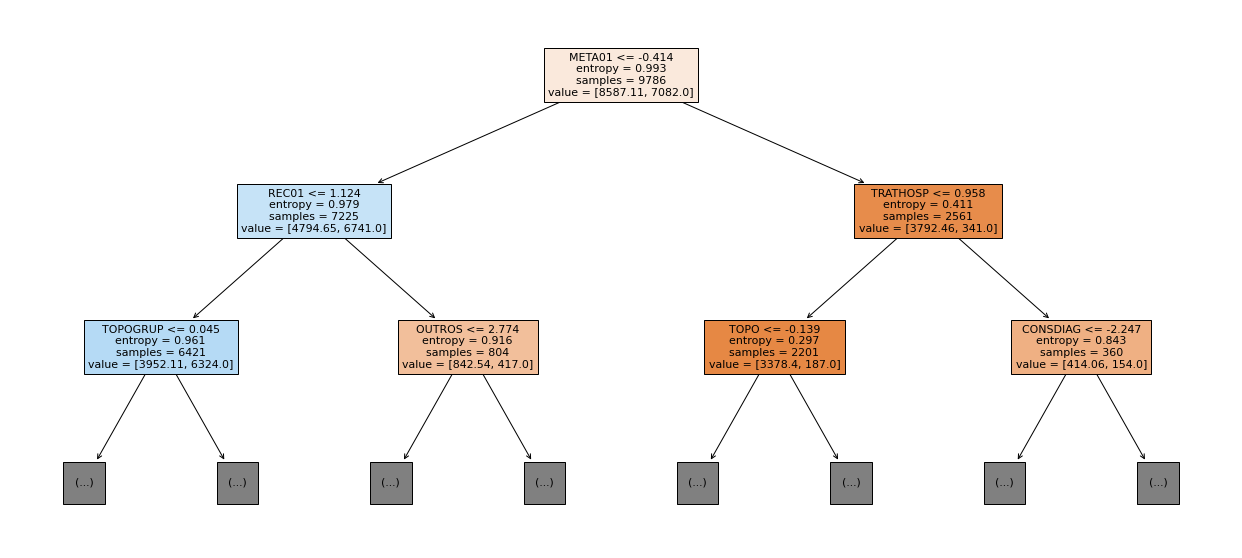 META01 <= -0.414
entropy = 0.993
samples = 9786
value = [8587.11, 7082.0]
REC01 <= 1.124
entropy = 0.979
samples = 7225
value = [4794.65, 6741.0]
TRATHOSP <= 0.958
entropy = 0.411
samples = 2561
value = [3792.46, 341.0]
TOPOGRUP <= 0.045
entropy = 0.961
samples = 6421
value = [3952.11, 6324.0]
OUTROS <= 2.774
entropy = 0.916
samples = 804
value = [842.54, 417.0]
TOPO <= -0.139
entropy = 0.297
samples = 2201
value = [3378.4, 187.0]
CONSDIAG <= -2.247
entropy = 0.843
samples = 360
value = [414.06, 154.0]
(...)
(...)
(...)
(...)
(...)
(...)
(...)
(...)